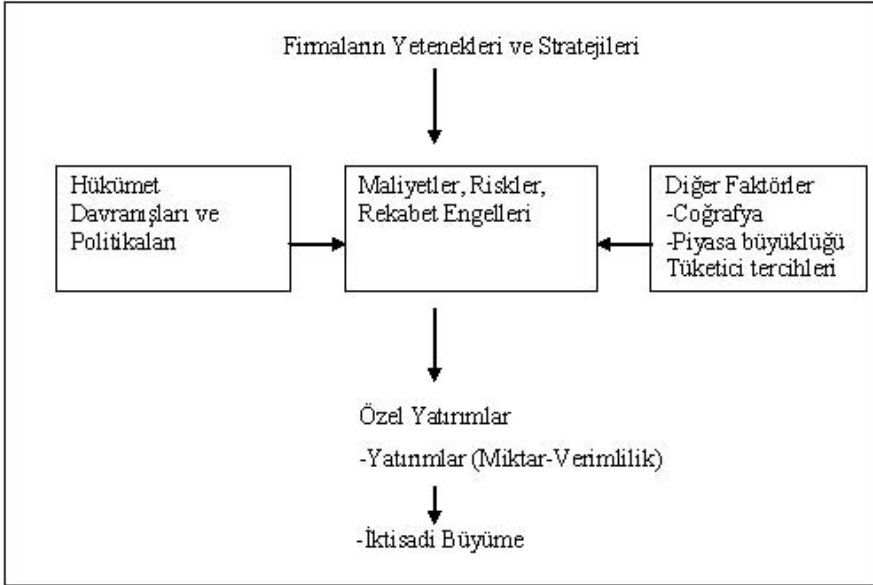 Firmaların Yetenekleri ve Stratejileri
Hükümet
Davranışları ve
Politikaları
Maliyetler, Riskler,
Rekabet Engelleri
Diğer Faktörler
-Coğrafya
-Piyasa büyüklüğü
Tüketici tercihleri
Özel Yatırımlar
-Yatırımlar (Miktar-Verimlilik)
-İktisadi Büyüme